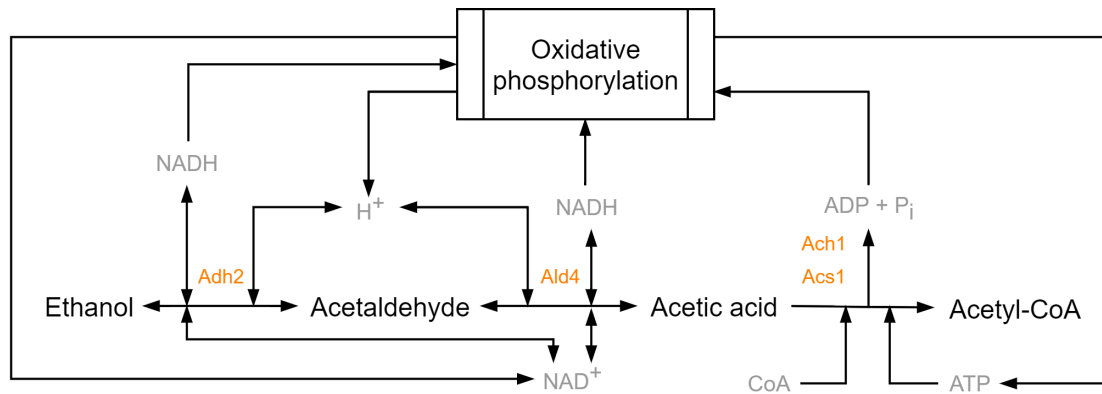 Oxidative
phosphorylation
NADH
H+
NADH
ADP + Pi
Ach1
Adh2
Ald4
Acs1
Ethanol
Acetaldehyde
Acetic acid
Acetyl-CoA
NAD+
CoA
ATP